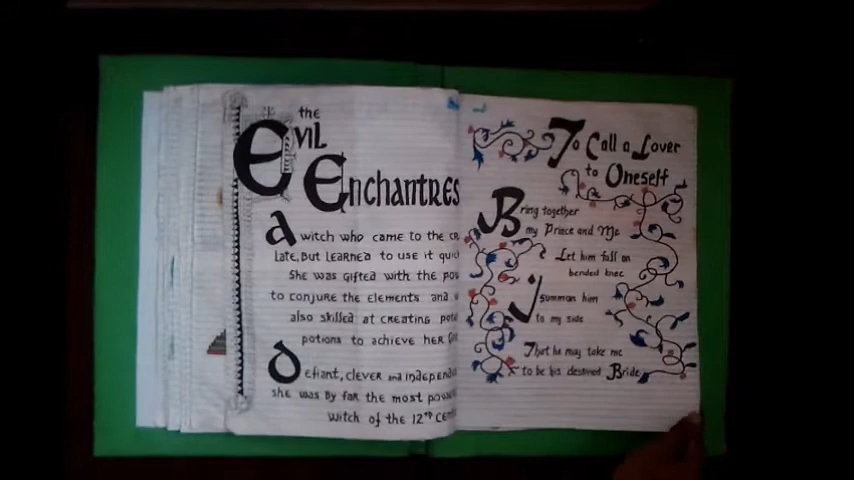 the
Evil
Enchantres
A witch who came to the
late, but learned to use it
She was gifted with the
to conjure the elements and
also skilled at creating
potions to achieve her
Defiant, clever and
she was by far the most
witch of the 12th
To Call a Lover
to Oneself
Bring together
my Prince and Me
Let him fall on
bended knee
I summon him
to my side
That he may take me
to be his destined Bride